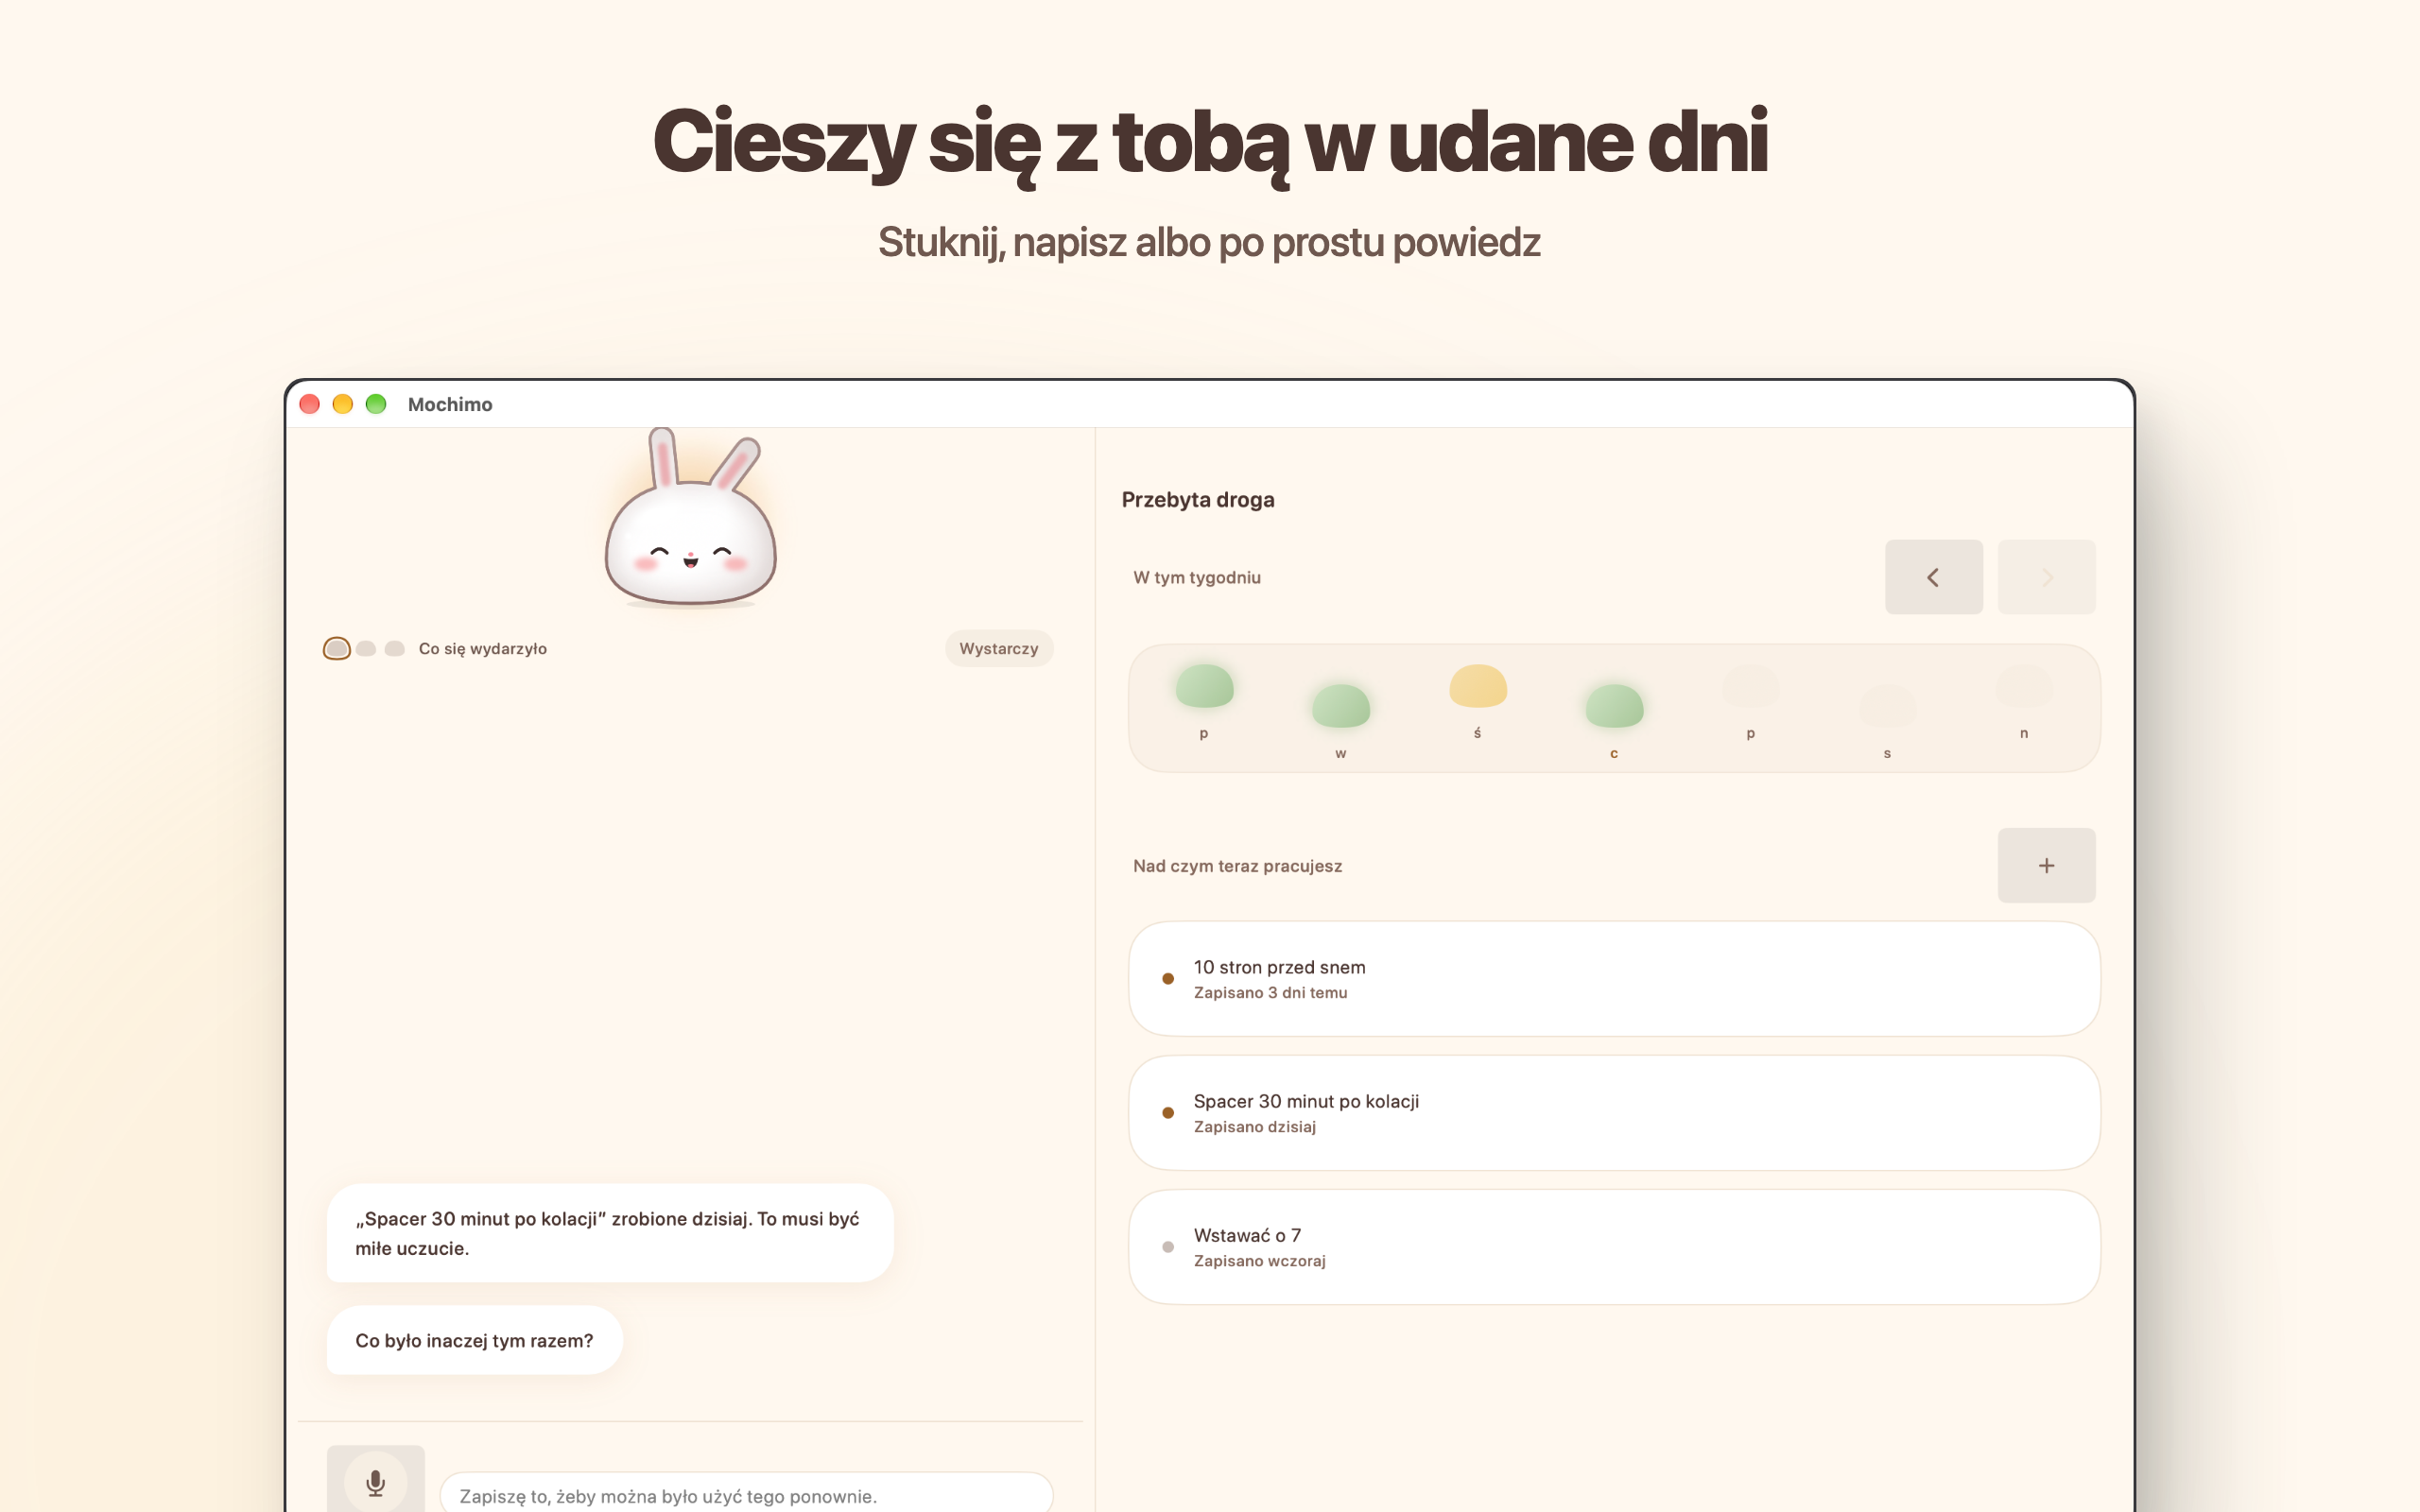 Cieszy się z tobą w udane dni
Stuknij, napisz albo po prostu powiedz
Mochimo
Co się wydarzyło
Wystarczy
„Spacer 30 minut po kolacji” zrobione dzisiaj. To musi być
miłe uczucie.
Co było inaczej tym razem?
Zapiszę to, żeby można było użyć tego ponownie.
Przebyta droga
W tym tygodniu
p w ś c p s n
Nad czym teraz pracujesz
10 stron przed snem
Zapisano 3 dni temu
Spacer 30 minut po kolacji
Zapisano dzisiaj
Wstawać o 7
Zapisano wczoraj